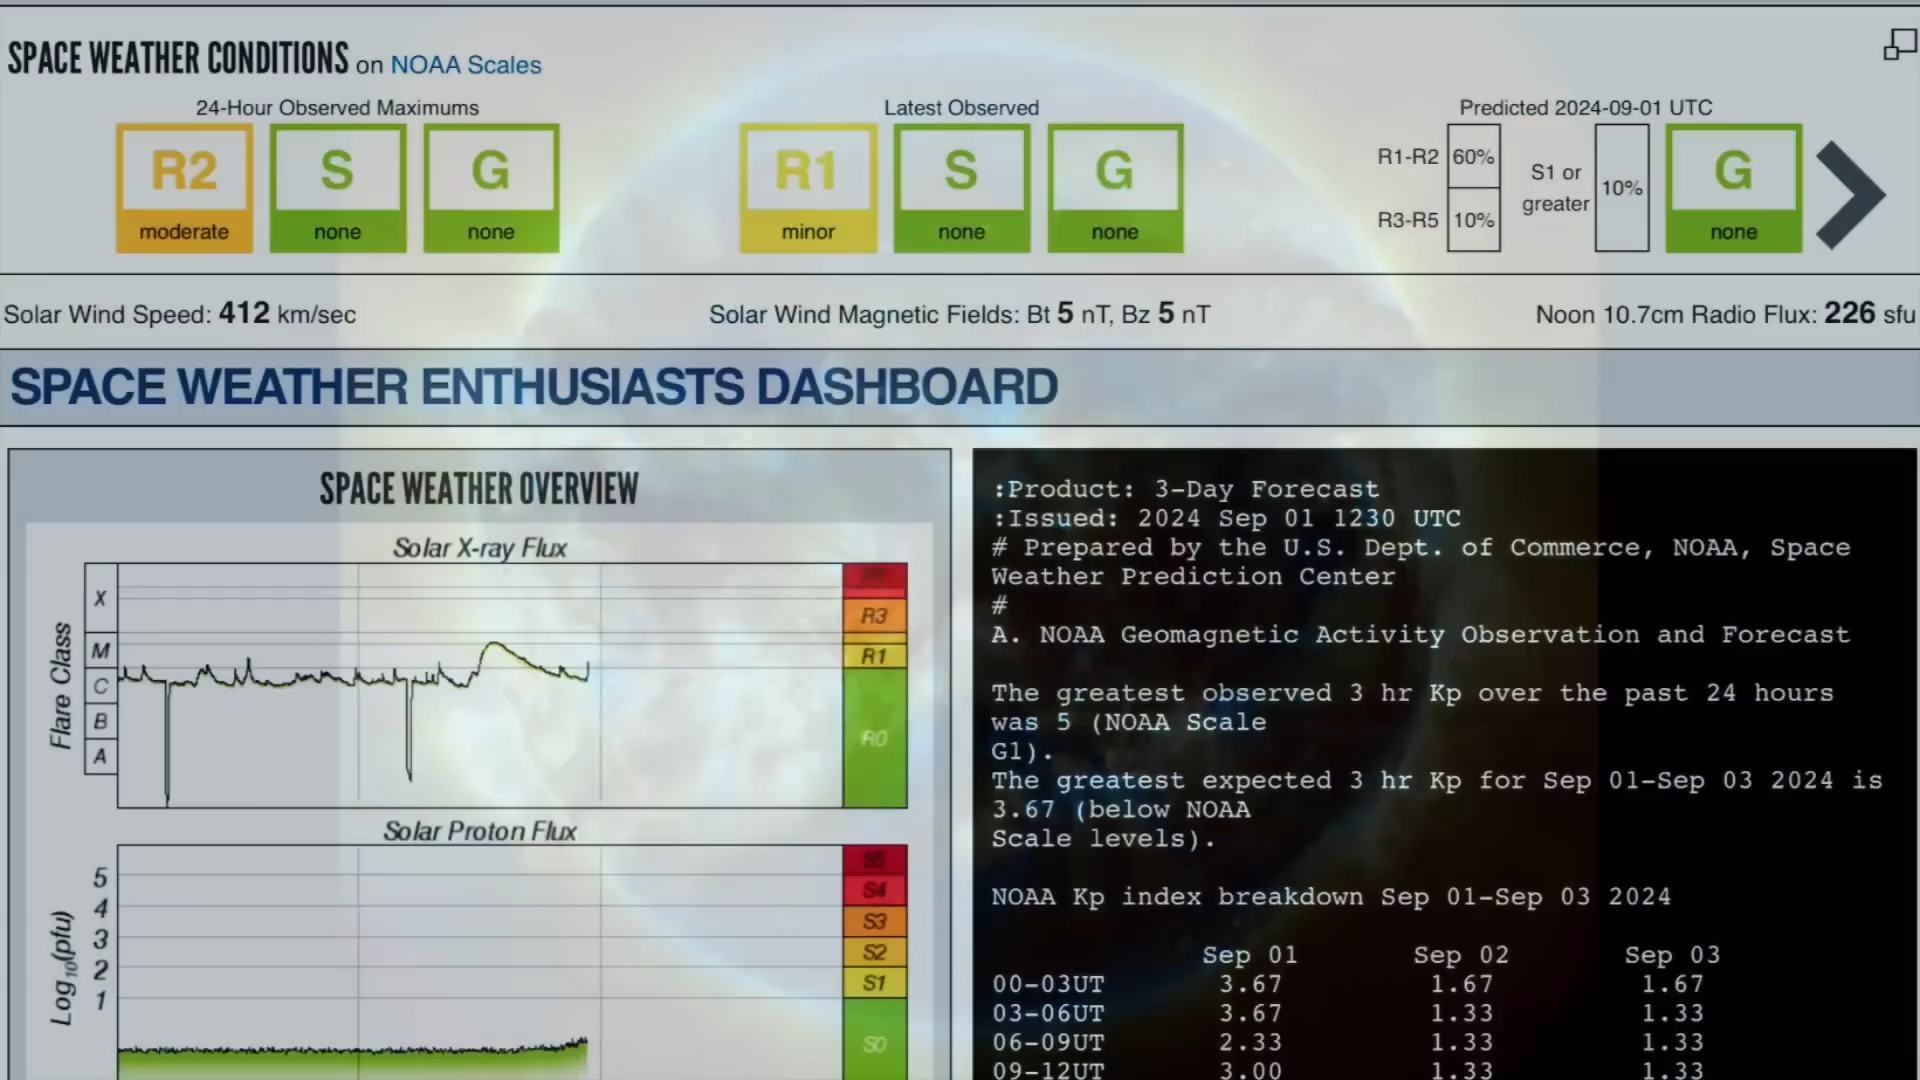 SPACE WEATHER CONDITIONS on NOAA Scales
24-Hour Observed Maximums
R2
moderate
S
none
G
none
Latest Observed
R1
minor
S
none
G
none
Predicted 2024-09-01 UTC
R1-R2 60%
R3-R5 10%
S1 or
greater
10%
G
none
Solar Wind Speed: 412 km/sec
Solar Wind Magnetic Fields: Bt 5 nT, Bz 5 nT
Noon 10.7cm Radio Flux: 226 sfu
SPACE WEATHER ENTHUSIASTS DASHBOARD
SPACE WEATHER OVERVIEW
Solar X-ray Flux
Flare Class
X
M
C
B
A
R3
R1
R0
Solar Proton Flux
Log10(pfu)
5
4
3
2
1
S5
S4
S3
S2
S1
S0
:Product: 3-Day Forecast
:Issued: 2024 Sep 01 1230 UTC
# Prepared by the U.S. Dept. of Commerce, NOAA, Space
Weather Prediction Center
#
A. NOAA Geomagnetic Activity Observation and Forecast
The greatest observed 3 hr Kp over the past 24 hours
was 5 (NOAA Scale
G1).
The greatest expected 3 hr Kp for Sep 01-Sep 03 2024 is
3.67 (below NOAA
Scale levels).
NOAA Kp index breakdown Sep 01-Sep 03 2024
Sep 01 Sep 02 Sep 03
00-03UT 3.67 1.67 1.67
03-06UT 3.67 1.33 1.33
06-09UT 2.33 1.33 1.33
09-12UT 3.00 1.33 1.33